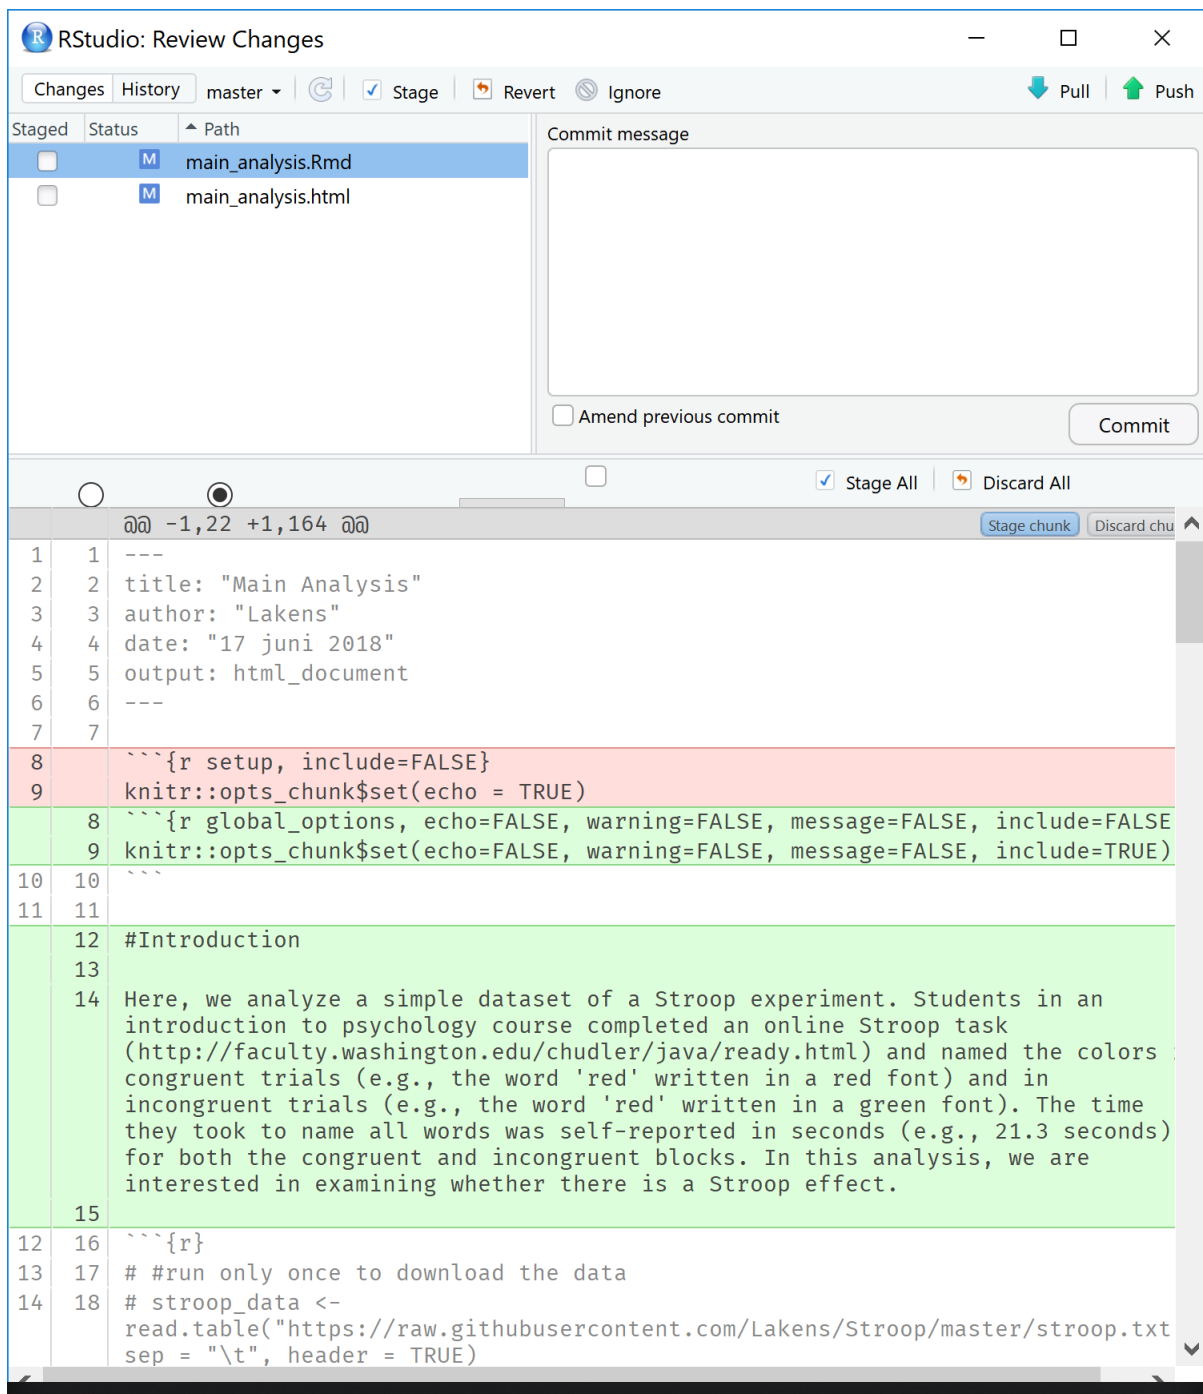 RStudio: Review Changes
Changes History master Stage Revert Ignore Pull Push
Staged Status Path
M main_analysis.Rmd
M main_analysis.html
Commit message
Amend previous commit
Commit
Stage All Discard All
@@ -1,22 +1,164 @@ Stage chunk Discard chu
1 1 ---
2 2 title: "Main Analysis"
3 3 author: "Lakens"
4 4 date: "17 juni 2018"
5 5 output: html_document
6 6 ---
7 7
8 ```{r setup, include=FALSE}
9 knitr::opts_chunk$set(echo = TRUE)
8 ```{r global_options, echo=FALSE, warning=FALSE, message=FALSE, include=FALSE
9 knitr::opts_chunk$set(echo=FALSE, warning=FALSE, message=FALSE, include=TRUE)
10 10 ```
11 11
12 #Introduction
13
14 Here, we analyze a simple dataset of a Stroop experiment. Students in an
introduction to psychology course completed an online Stroop task
(http://faculty.washington.edu/chudler/java/ready.html) and named the colors
congruent trials (e.g., the word 'red' written in a red font) and in
incongruent trials (e.g., the word 'red' written in a green font). The time
they took to name all words was self-reported in seconds (e.g., 21.3 seconds)
for both the congruent and incongruent blocks. In this analysis, we are
interested in examining whether there is a Stroop effect.
15
12 16 ```{r}
13 17 # #run only once to download the data
14 18 # stroop_data <-
read.table("https://raw.githubusercontent.com/Lakens/Stroop/master/stroop.txt
sep = "\t", header = TRUE)